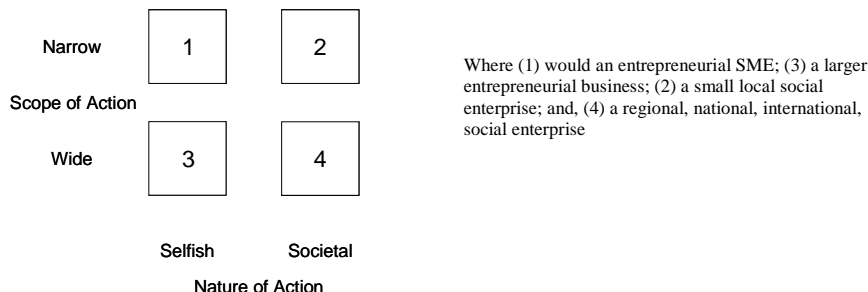 Narrow
1
2
Scope of Action
Wide
3
4
Selfish
Societal
Nature of Action
Where (1) would an entrepreneurial SME; (3) a larger
entrepreneurial business; (2) a small local social
enterprise; and, (4) a regional, national, international,
social enterprise